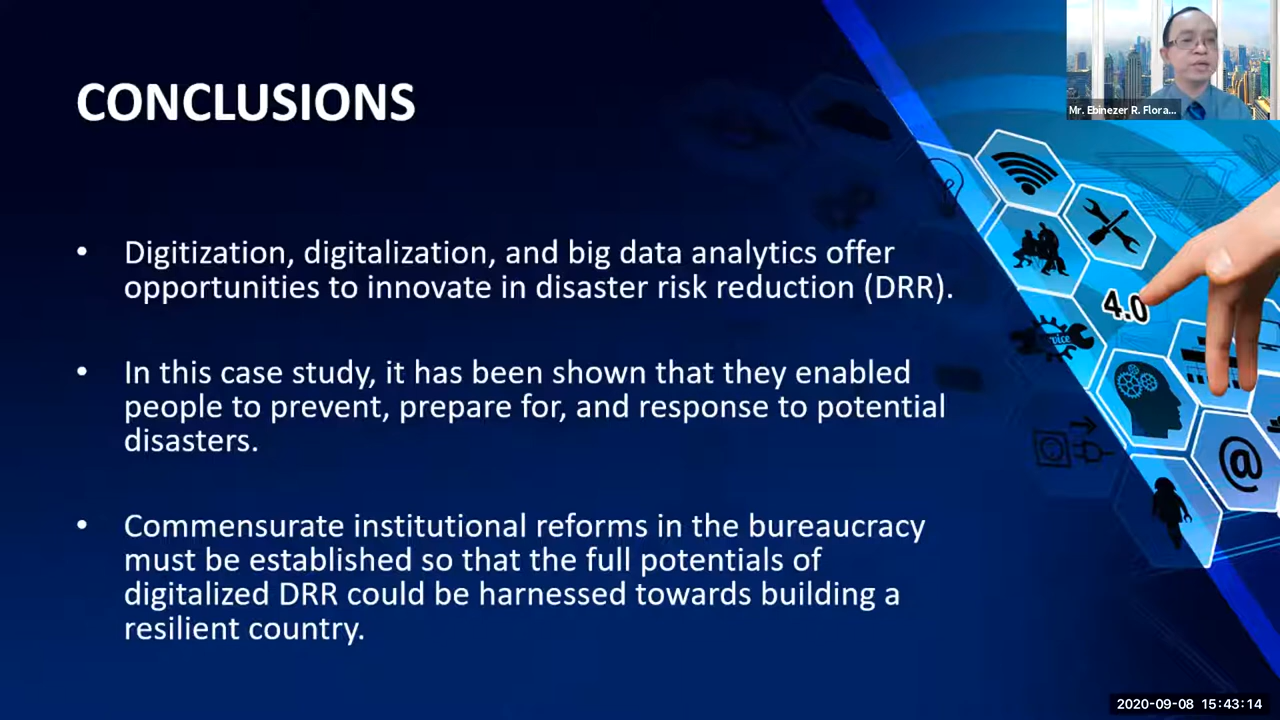 CONCLUSIONS
Mr. Ebinezer R. Flora...
• Digitization, digitalization, and big data analytics offer
opportunities to innovate in disaster risk reduction (DRR).
• In this case study, it has been shown that they enabled
people to prevent, prepare for, and response to potential
disasters.
• Commensurate institutional reforms in the bureaucracy
must be established so that the full potentials of
digitalized DRR could be harnessed towards building a
resilient country.
4.0
@
2020-09-08 15:43:14